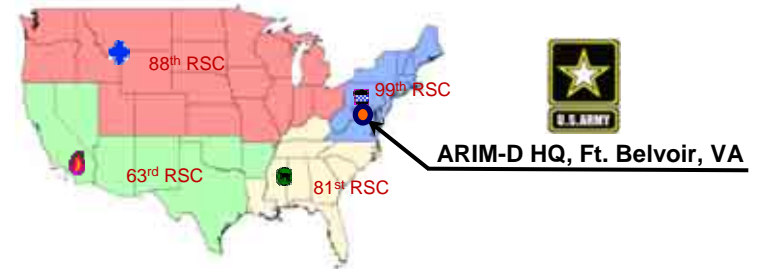 88th RSC
99th RSC
U.S.ARMY
ARIM-D HQ, Ft. Belvoir, VA
63rd RSC
81st RSC